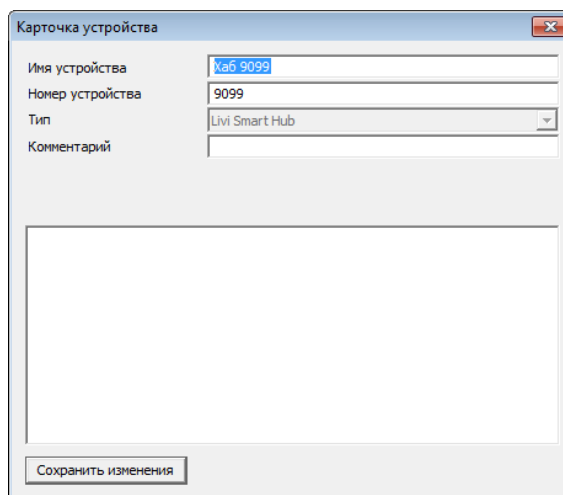 Карточка устройства
Имя устройства Хаб 9099
Номер устройства 9099
Тип Livi Smart Hub
Комментарий
Сохранить изменения